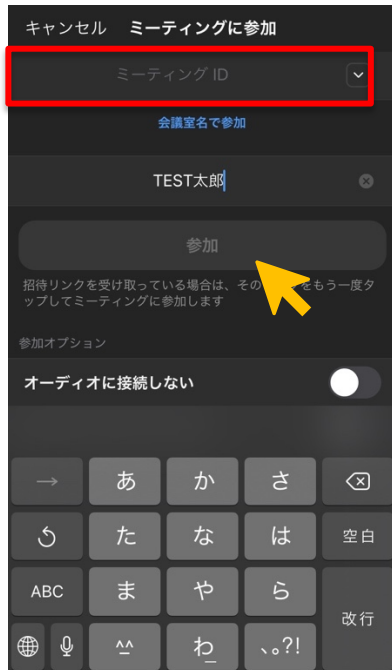 キャンセル ミーティングに参加
ミーティング ID
会議室名で参加
TEST太郎
参加
招待リンクを受け取っている場合は、その をもう一度タ
ップしてミーティングに参加します
参加オプション
オーディオに接続しない
→ あ か さ
た な は 空白
ABC ま や ら
^^ わ 、。?! 改行